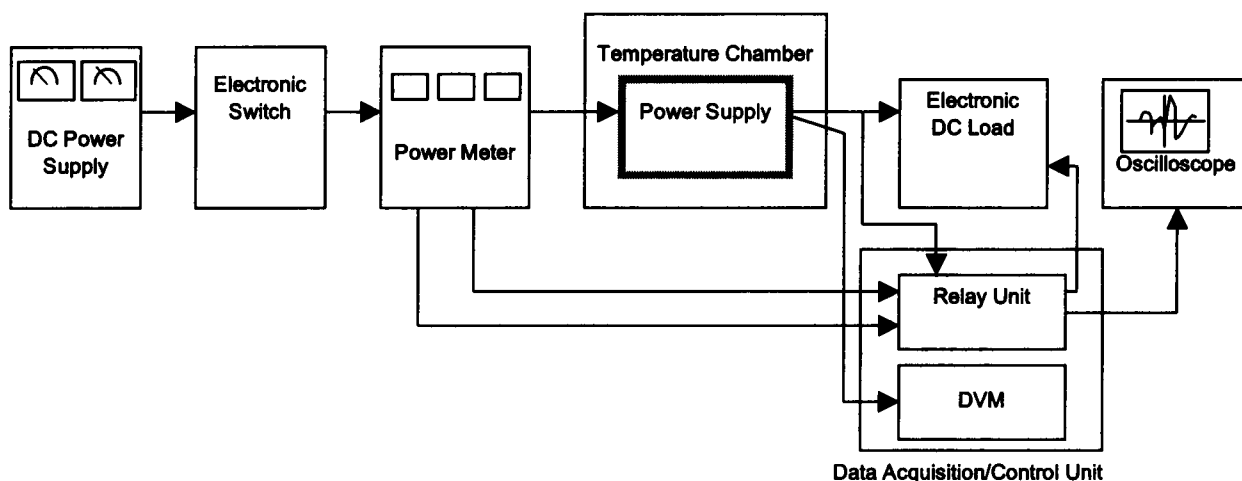 DC Power
Supply
Electronic
Switch
Power Meter
Temperature Chamber
Power Supply
Electronic
DC Load
Oscilloscope
Relay Unit
DVM
Data Acquisition/Control Unit